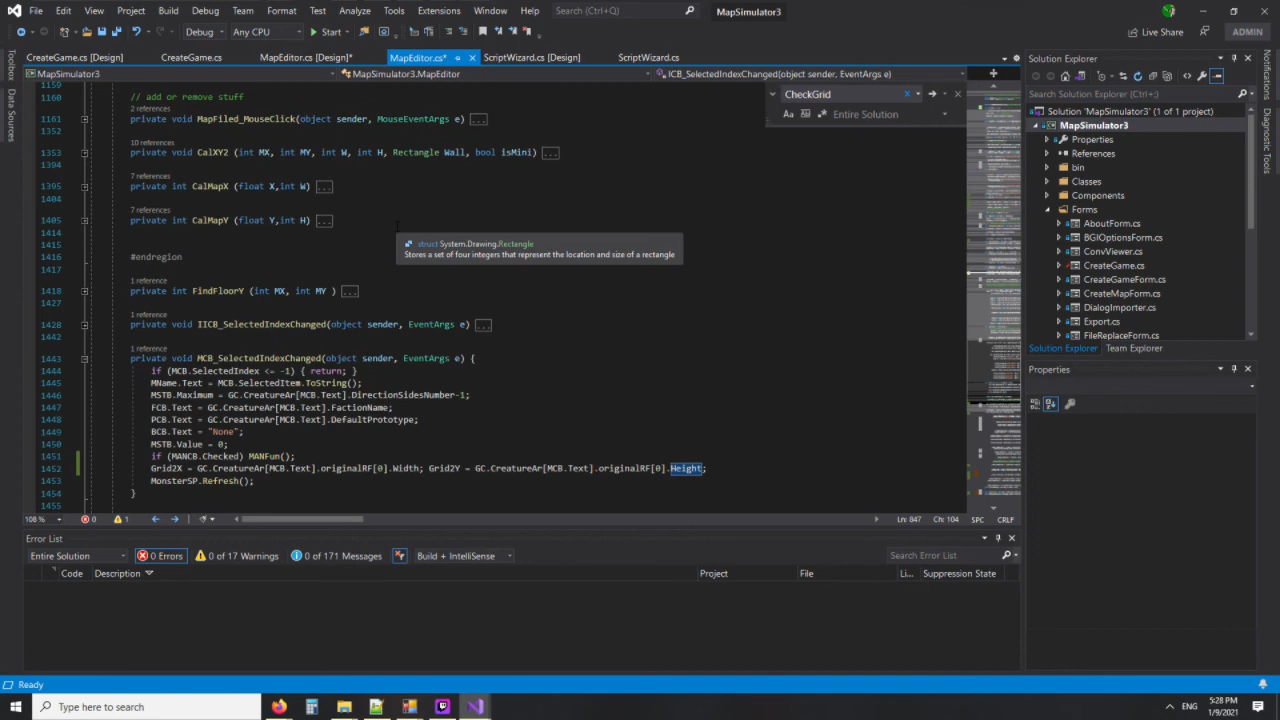 File Edit View Project Build Debug Team Format Test Analyze Tools Extensions Window Help Search (Ctrl+Q) MapSimulator3
Debug Any CPU Start Live Share ADMIN
CreateGame.cs [Design] CreateGame.cs MapEditor.cs [Design]* MapEditor.cs* ScriptWizard.cs [Design] ScriptWizard.cs
MapSimulator3 MapSimulator3.MapEditor ICB_SelectedIndexChanged(object sender, EventArgs e)
Toolbox
Data Sources
CheckGrid
Aa Entire Solution
1159
1160 // add or remove stuff
2 references
1161 private void MapFiled_MouseClick(object sender, MouseEventArgs e) ...
1352
10 references
1353 int W, int H, Rectangle Wall, bool isMini) ...
1394
7 references
1395 private int CalMapX (float X,int W) ...
1404
7 references
1405 private int CalMapY (float Y,int ...
1414
1415
1416 #endregion
1417
struct System.Drawing.Rectangle
Stores a set of four integers that represent the location and size of a rectangle
1 reference
1418 private int FindFloorY (int ...
1427
1 reference
1428 private void IICB_SelectedIndexChanged(object sender, EventArgs e) ...
1442
1 reference
1443 private void MCB_SelectedIndexChanged(object sender, EventArgs e) {
1444 if (MCB.SelectedIndex <= -1) { return; }
1445 MName.Text = MCB.SelectedItem.ToString();
1446 MSTB.Maximum = GC.CreatureAr[MCB.Text].DirectionSidesNumber-1;
1447 FCB.Text = GC.CreatureAr[MCB.Text].FactionName;
1448 PCB.Text = GC.CreatureAr[MCB.Text].DefaultProtoType;
1449 BCB.Text = "None";
1450 MSTB.Value = 0;
1451 if (MANCB.Checked) MANFun();
1452 Grid2X = GC.CreatureAr[MCB.Text].originalRF[0].Width; Grid2Y = GC.CreatureAr[MCB.Text].originalRF[0].Height;
1453 MonsterSP.Refresh();
1454 }
1455
108 % 0 1 Ln: 847 Ch: 104 SPC CRLF
Error List
Entire Solution 0 Errors 0 of 17 Warnings 0 of 171 Messages Build + IntelliSense Search Error List
Code Description Project File Li... Suppression State
Solution Explorer
Search Solution Explorer (Ctrl+;)
Solution 'MapSimulator3' (1 of 1 project)
MapSimulator3
Properties
References
bin
Classes
Components
Forms
AboutForm.cs
BGIOptionsForm.cs
ConvViewer.cs
CreateGame.cs
CreateGameForm.cs
CreateMapForm.cs
DialogImporter.cs
Export.cs
FileReplaceForm.cs
Solution Explorer Team Explorer
Properties
Notifications
Ready
Type here to search
5:28 PM
1/9/2021